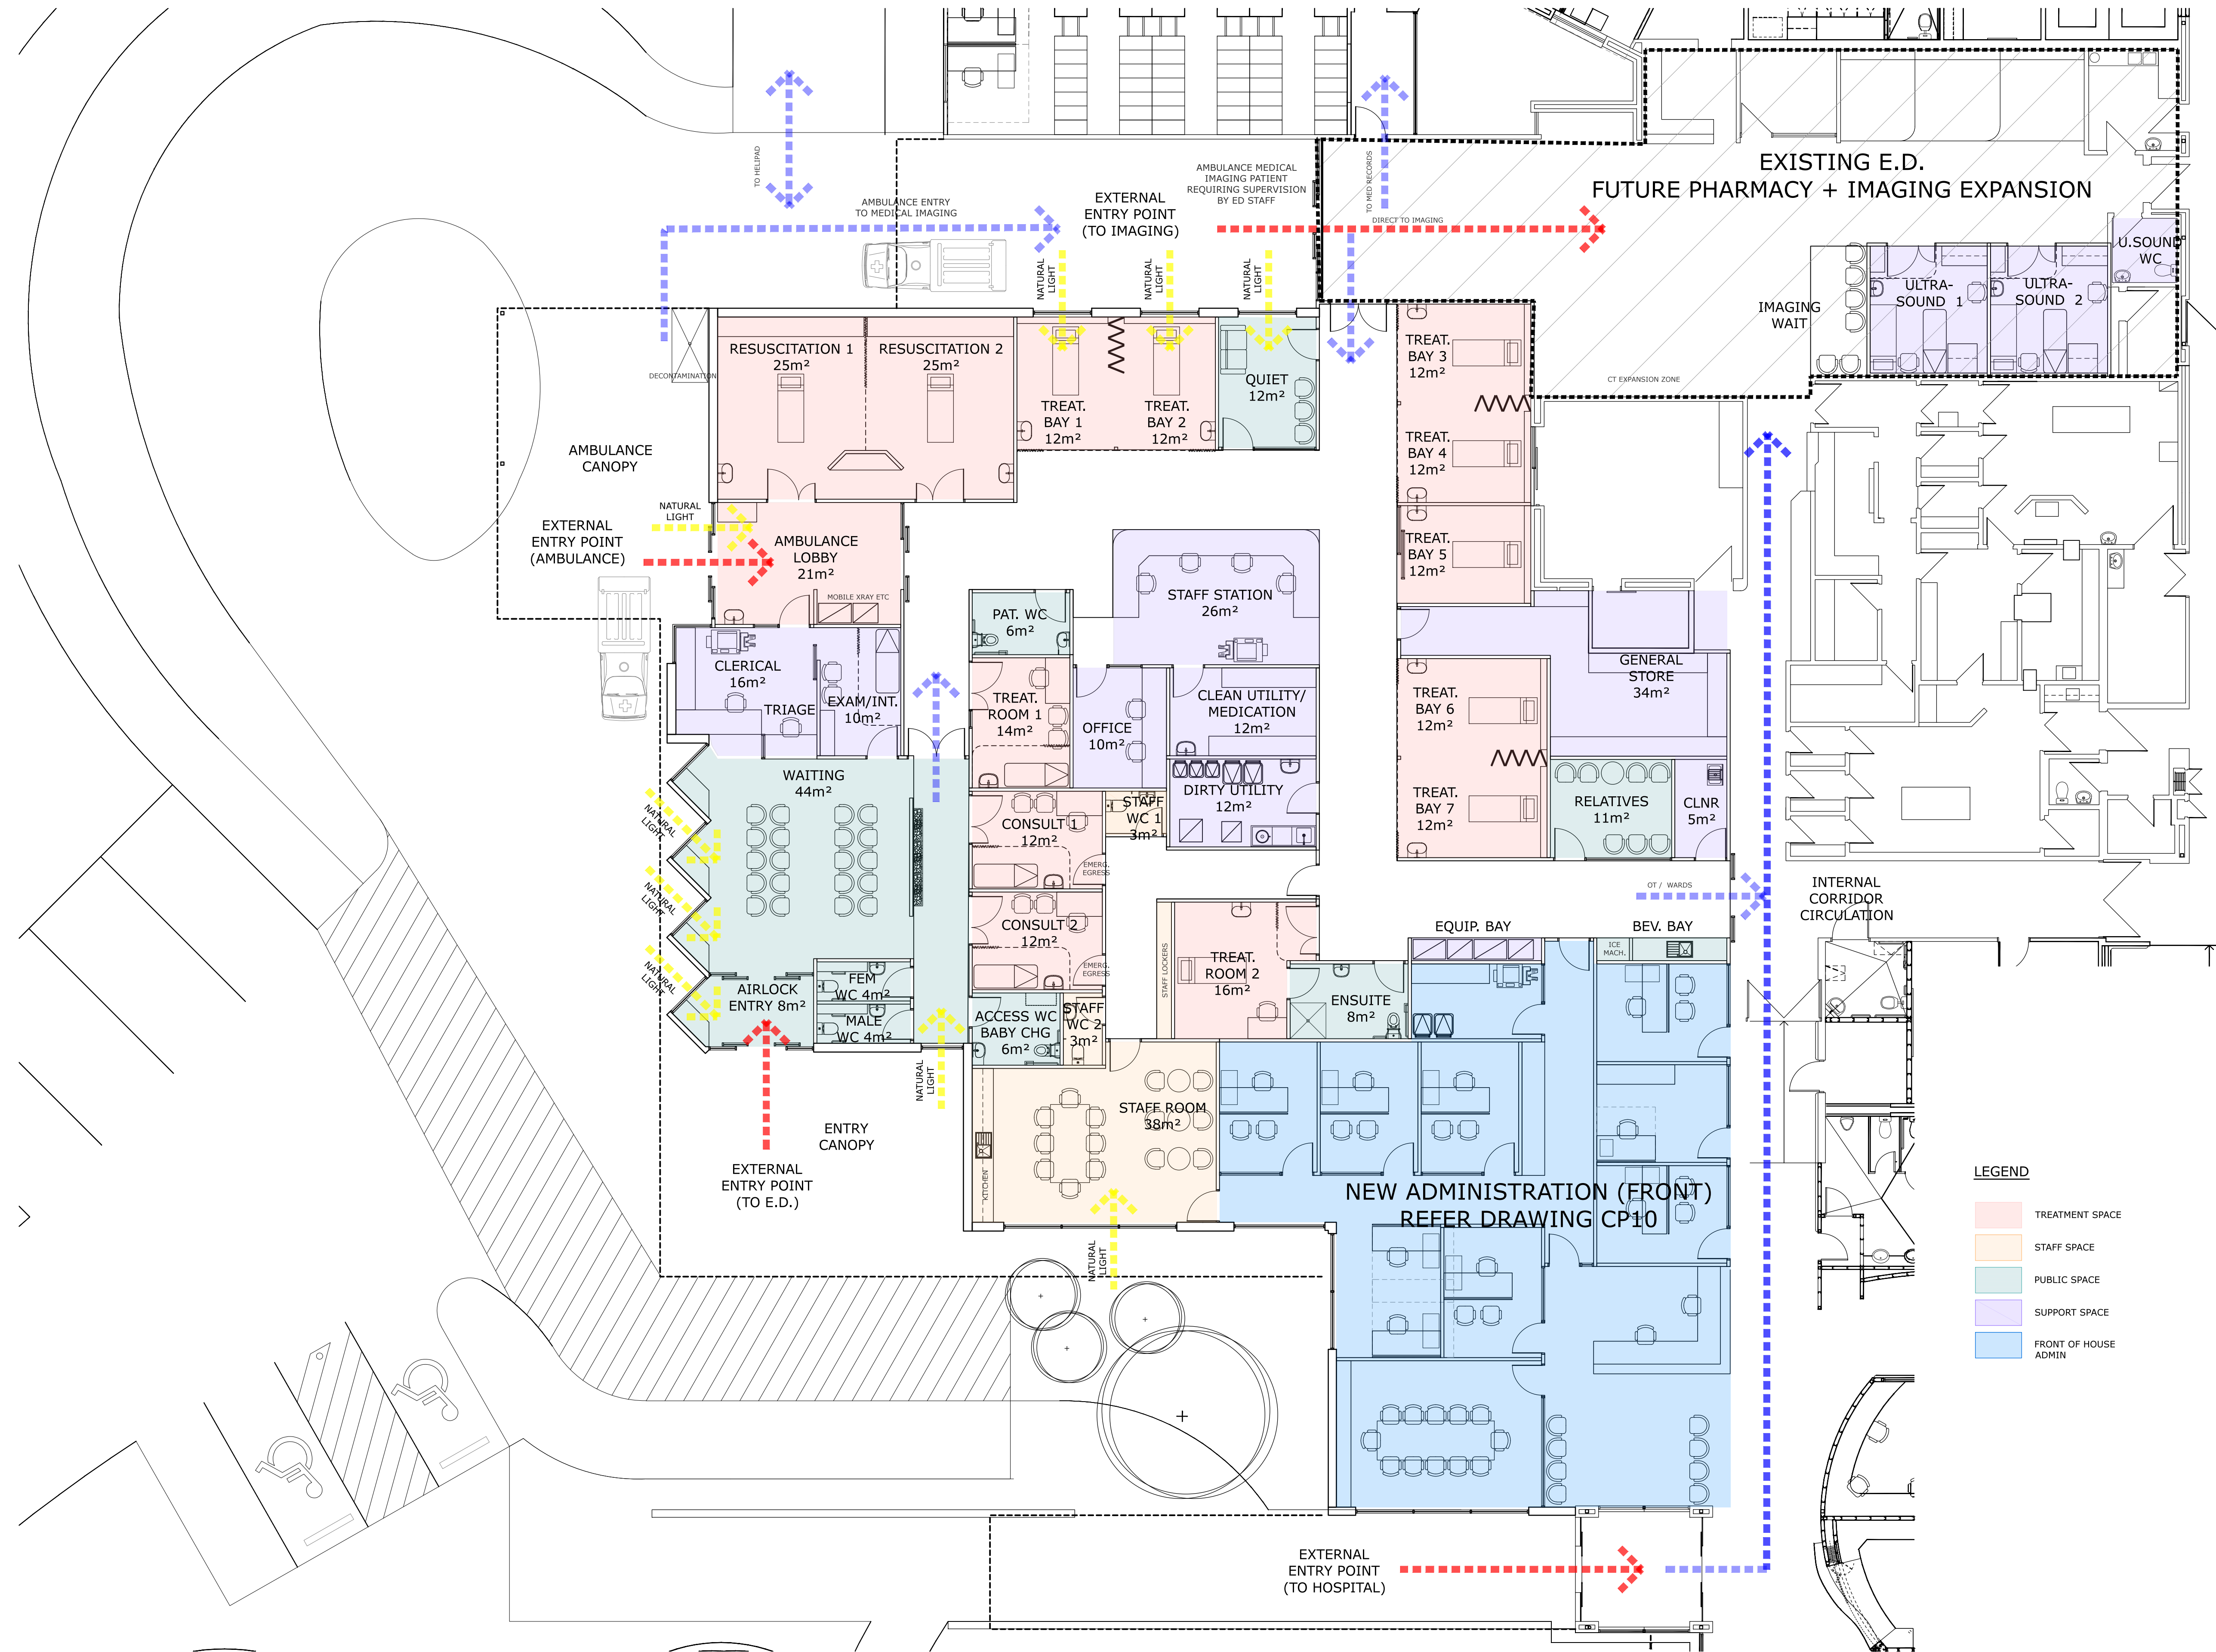 EXISTING E.D.
FUTURE PHARMACY + IMAGING EXPANSION
TO HELIPAD
AMBULANCE ENTRY
TO MEDICAL IMAGING
EXTERNAL
ENTRY POINT
(TO IMAGING)
AMBULANCE MEDICAL
IMAGING PATIENT
REQUIRING SUPERVISION
BY ED STAFF
TO MED RECORDS
DIRECT TO IMAGING
U.SOUND
WC
ULTRA-
SOUND 1
ULTRA-
SOUND 2
IMAGING
WAIT
CT EXPANSION ZONE
NATURAL
LIGHT
NATURAL
LIGHT
NATURAL
LIGHT
RESUSCITATION 1
25m²
RESUSCITATION 2
25m²
DECONTAMINATION
TREAT.
BAY 1
12m²
TREAT.
BAY 2
12m²
QUIET
12m²
TREAT.
BAY 3
12m²
TREAT.
BAY 4
12m²
TREAT.
BAY 5
12m²
AMBULANCE
CANOPY
NATURAL
LIGHT
EXTERNAL
ENTRY POINT
(AMBULANCE)
AMBULANCE
LOBBY
21m²
MOBILE XRAY ETC
STAFF STATION
26m²
PAT. WC
6m²
CLERICAL
16m²
TRIAGE
EXAM/INT.
10m²
TREAT.
ROOM 1
14m²
OFFICE
10m²
CLEAN UTILITY/
MEDICATION
12m²
GENERAL
STORE
34m²
TREAT.
BAY 6
12m²
TREAT.
BAY 7
12m²
WAITING
44m²
NATURAL
LIGHT
NATURAL
LIGHT
NATURAL
LIGHT
STAFF
WC 1
3m²
DIRTY UTILITY
12m²
RELATIVES
11m²
CLNR
5m²
CONSULT 1
12m²
EMERG.
EGRESS
CONSULT 2
12m²
EMERG.
EGRESS
OT / WARDS
INTERNAL
CORRIDOR
CIRCULATION
EQUIP. BAY
BEV. BAY
ICE
MACH.
STAFF LOCKERS
TREAT.
ROOM 2
16m²
ENSUITE
8m²
AIRLOCK
ENTRY 8m²
FEM
WC 4m²
MALE
WC 4m²
ACCESS WC
BABY CHG
6m²
STAFF
WC 2
3m²
NATURAL
LIGHT
STAFF ROOM
38m²
KITCHEN
ENTRY
CANOPY
EXTERNAL
ENTRY POINT
(TO E.D.)
NATURAL
LIGHT
NEW ADMINISTRATION (FRONT)
REFER DRAWING CP10
EXTERNAL
ENTRY POINT
(TO HOSPITAL)
LEGEND
TREATMENT SPACE
STAFF SPACE
PUBLIC SPACE
SUPPORT SPACE
FRONT OF HOUSE
ADMIN